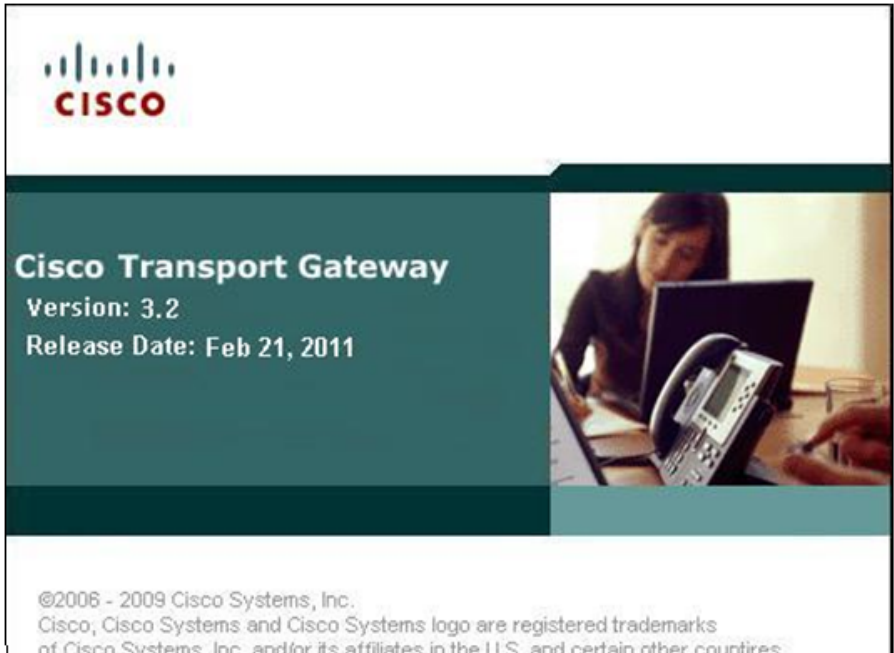 CISCO
Cisco Transport Gateway
Version: 3.2
Release Date: Feb 21, 2011
©2006 - 2009 Cisco Systems, Inc.
Cisco, Cisco Systems and Cisco Systems logo are registered trademarks
of Cisco Systems, Inc. and/or its affiliates in the U.S. and certain other countires.